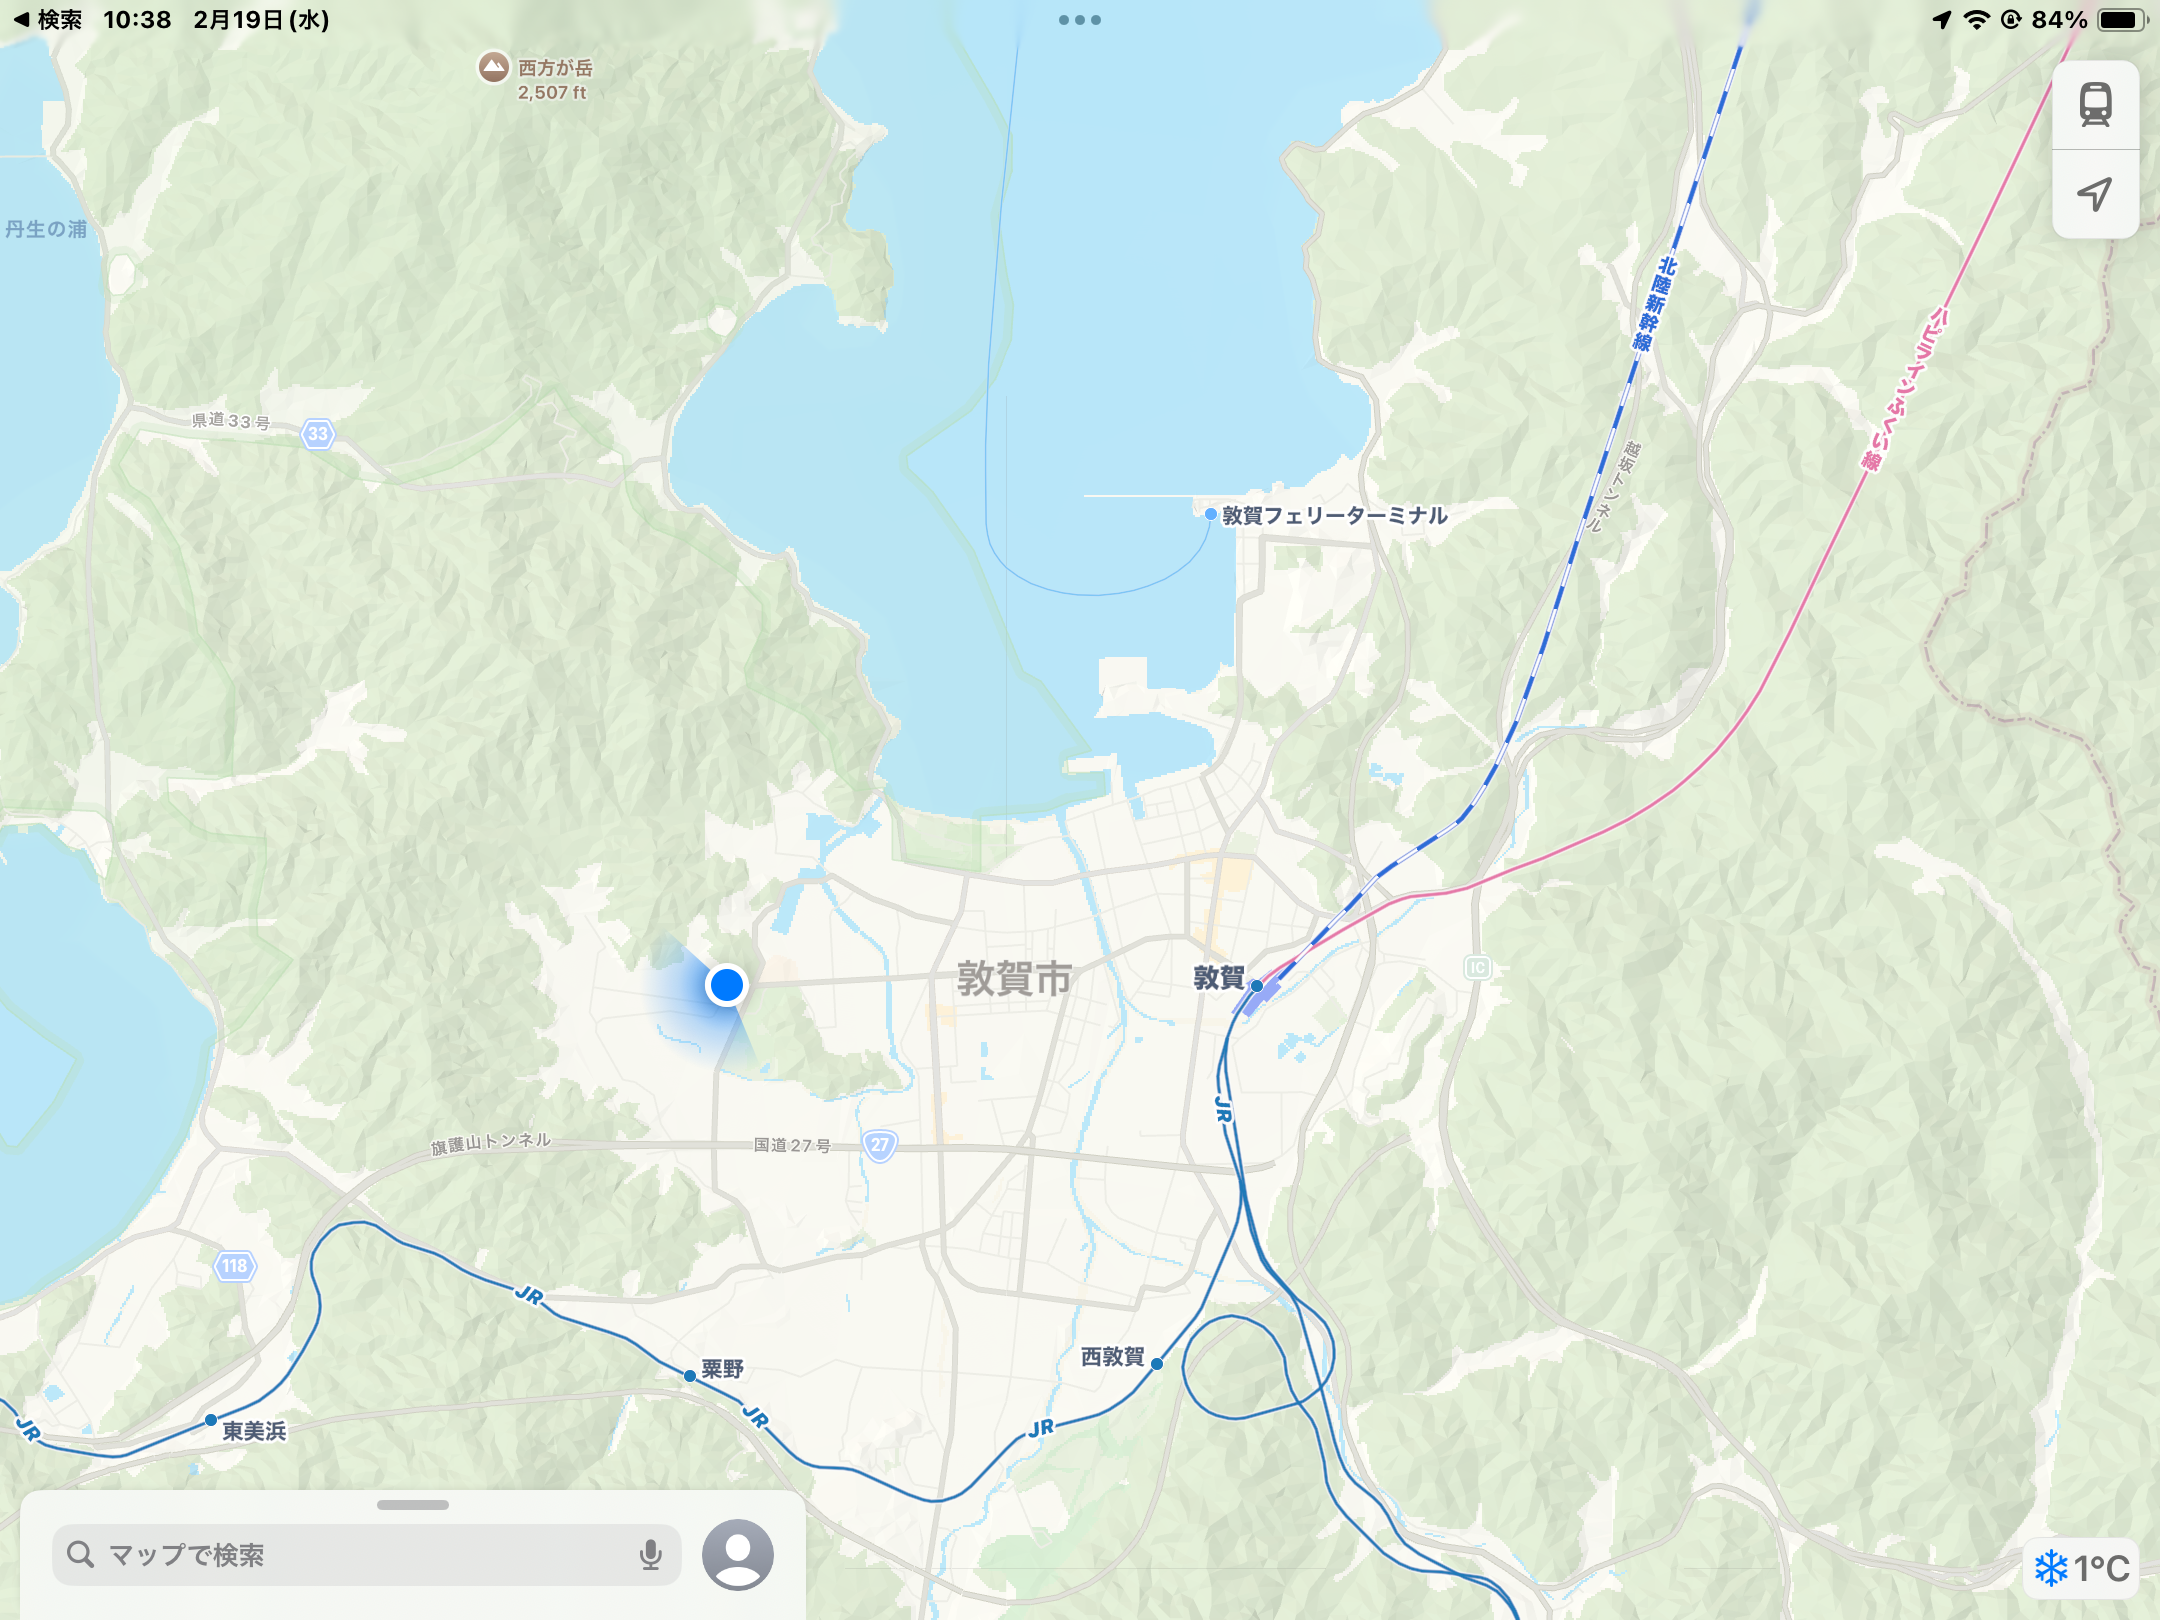 検索 10:38 2月19日(水)
84%
西方が岳
2,507 ft
丹生の浦
北陸新幹線
ハピラインふくい線
県道33号
33
越坂トンネル
敦賀フェリーターミナル
敦賀市
敦賀
IC
JR
旗護山トンネル
国道27号
27
118
JR
西敦賀
粟野
JR
JR
東美浜
JR
マップで検索
1°C